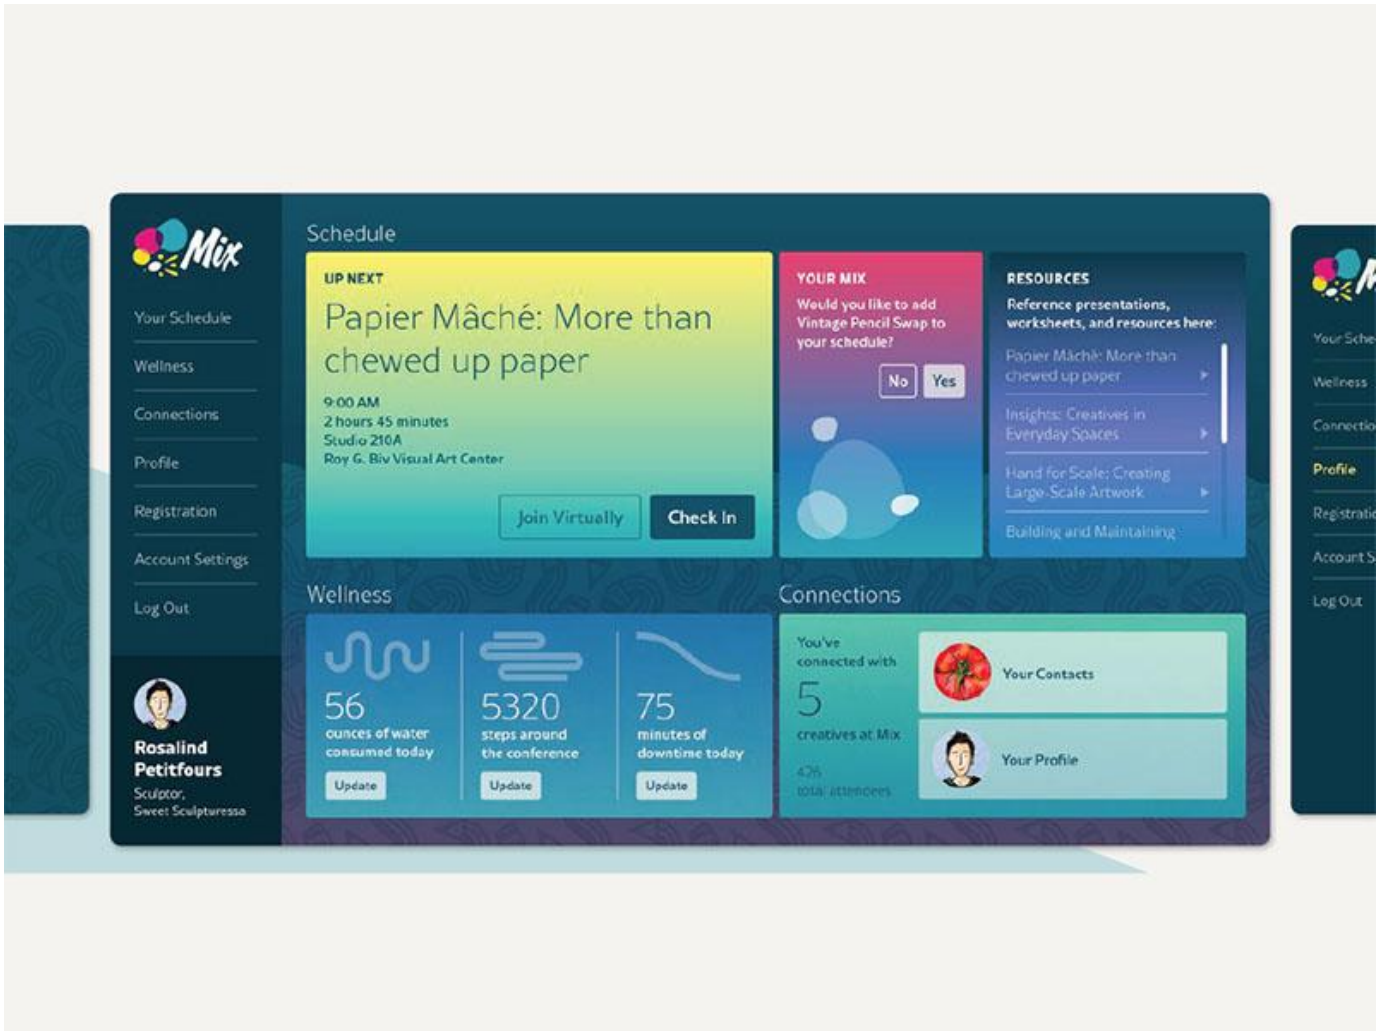 Mix
Your Schedule
Wellness
Connections
Profile
Registration
Account Settings
Log Out
Rosalind
Petitfours
Sculptor,
Sweet Sculpturessa
Schedule
UP NEXT
Papier Mâché: More than
chewed up paper
9:00 AM
2 hours 45 minutes
Studio 210A
Roy G. Biv Visual Art Center
Join Virtually
Check In
YOUR MIX
Would you like to add
Vintage Pencil Swap to
your schedule?
No
Yes
RESOURCES
Reference presentations,
worksheets, and resources here:
Papier Mâché: More than
chewed up paper
Insights: Creatives in
Everyday Spaces
Hand for Scale: Creating
Large-Scale Artwork
Building and Maintaining
Wellness
56
ounces of water
consumed today
Update
5320
steps around
the conference
Update
75
minutes of
downtime today
Update
Connections
You've
connected with
5
creatives at Mix
426
total attendees
Your Contacts
Your Profile
M
Your Sche
Wellness
Connectio
Profile
Registratio
Account S
Log Out